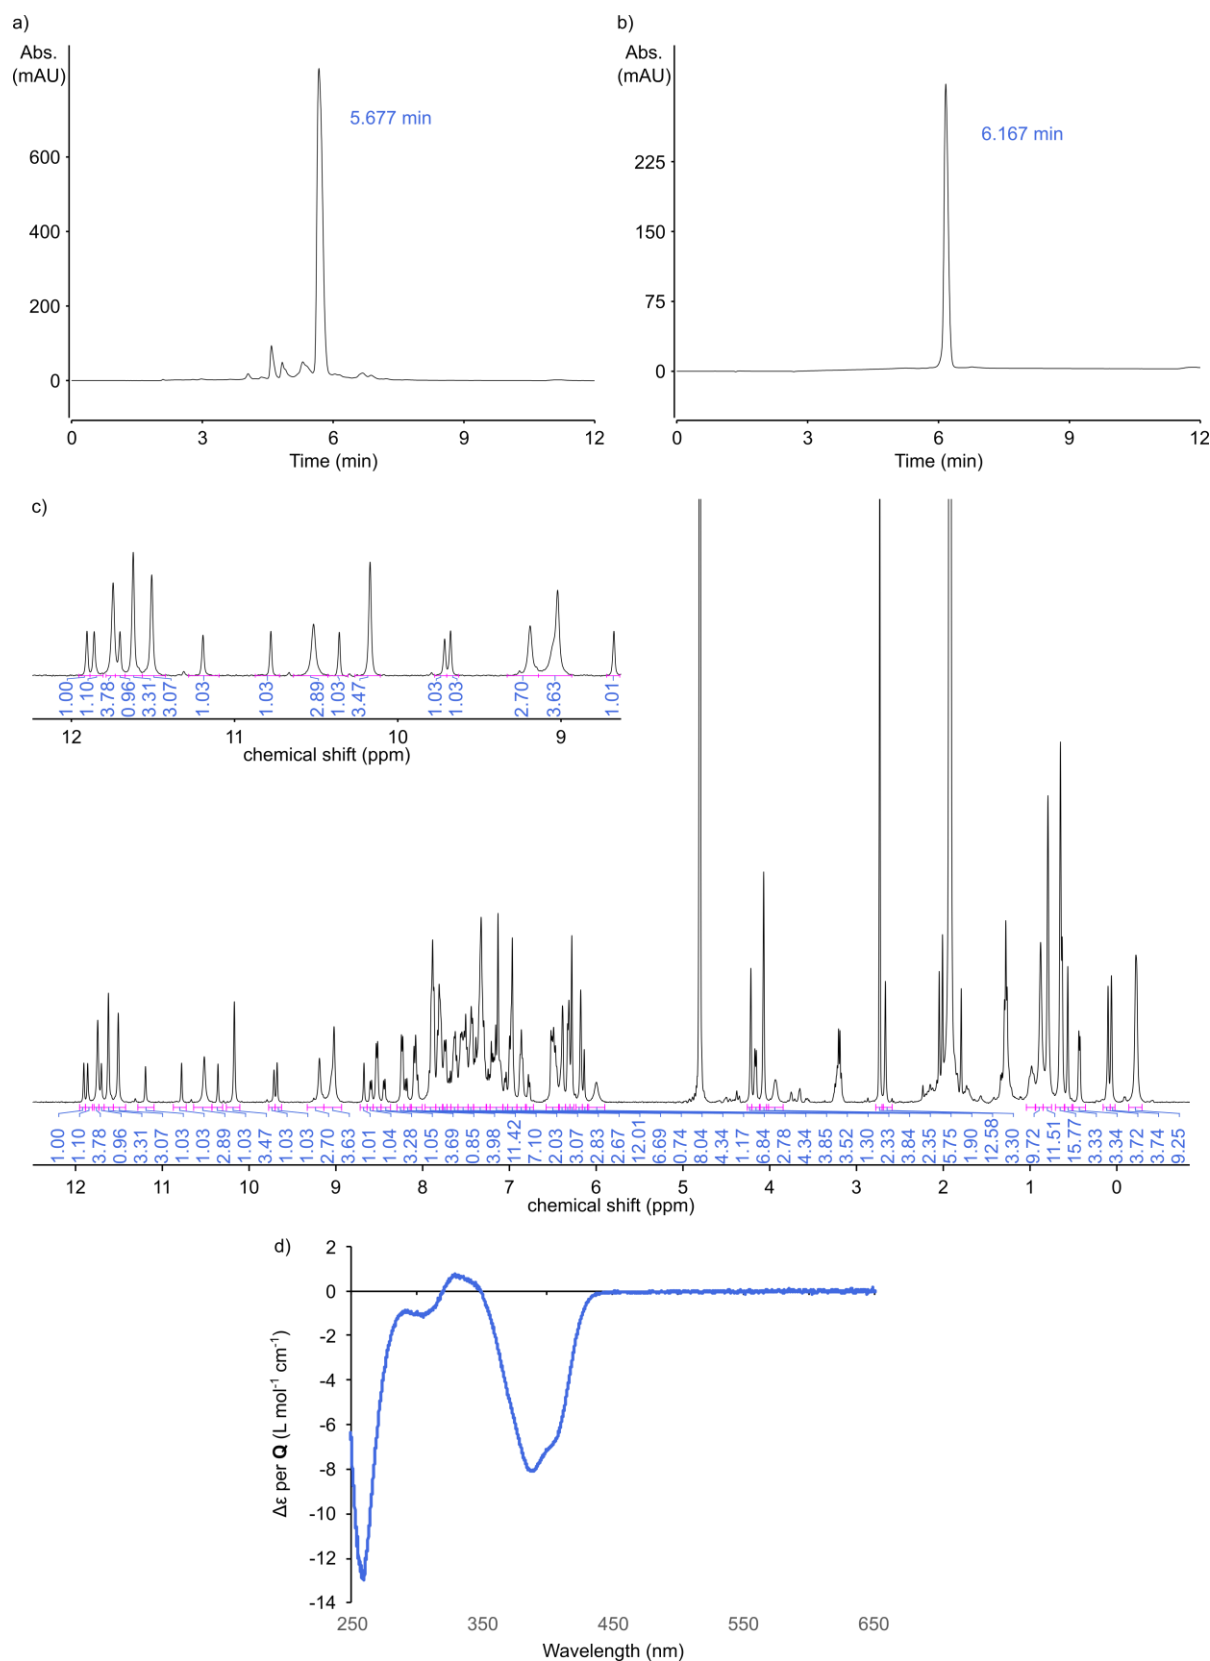 a)
Abs.
(mAU)
5.677 min
600
400
200
0
0 3 6 9 12
Time (min)
b)
Abs.
(mAU)
6.167 min
225
150
75
0
0 3 6 9 12
Time (min)
c)
1.00 1.10 3.78 0.96 3.31 3.07 1.03 1.03 2.89 1.03 3.47 1.03 1.03 2.70 3.63 1.01
12 11 10 9
chemical shift (ppm)
1.00 1.10 3.78 0.96 3.31 3.07 1.03 1.03 2.89 1.03 3.47 1.03 1.03 2.70 3.63 1.01 1.04 3.28 1.05 3.69 0.85 3.98 11.42 7.10 2.03 3.07 2.83 2.67 12.01 6.69 0.74 8.04 4.34 1.17 6.84 2.78 4.34 3.85 3.52 1.30 2.33 3.84 2.35 5.75 1.90 12.58 3.30 9.72 11.51 15.77 3.33 3.34 3.72 3.74 9.25
12 11 10 9 8 7 6 5 4 3 2 1 0
chemical shift (ppm)
d)
Δε per Q (L mol⁻¹ cm⁻¹)
2
0
-2
-4
-6
-8
-10
-12
-14
250 350 450 550 650
Wavelength (nm)